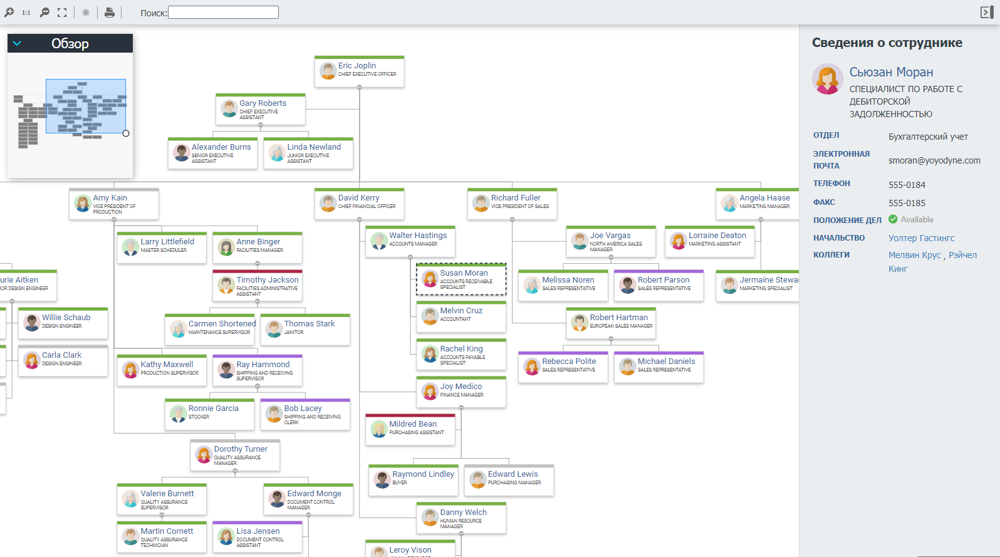 1:1
Поиск:
Обзор
Eric Joplin
CHIEF EXECUTIVE OFFICER
Gary Roberts
CHIEF EXECUTIVE
ASSISTANT
Alexander Burns
SENIOR EXECUTIVE
ASSISTANT
Linda Newland
JUNIOR EXECUTIVE
ASSISTANT
Amy Kain
VICE PRESIDENT OF
PRODUCTION
David Kerry
CHIEF FINANCIAL OFFICER
Richard Fuller
VICE PRESIDENT OF SALES
Angela Haase
MARKETING MANAGER
Larry Littlefield
MASTER SCHEDULER
Anne Binger
FACILITIES MANAGER
Walter Hastings
ACCOUNTS MANAGER
Joe Vargas
NORTH AMERICA SALES
MANAGER
Lorraine Deaton
MARKETING ASSISTANT
urie Aitken
IOR DESIGN ENGINEER
Timothy Jackson
FACILITIES ADMINISTRATIVE
ASSISTANT
Susan Moran
ACCOUNTS RECEIVABLE
SPECIALIST
Melissa Noren
SALES REPRESENTATIVE
Robert Parson
SALES REPRESENTATIVE
Jermaine Stewar
MARKETING SPECIALIST
Willie Schaub
DESIGN ENGINEER
Carmen Shortened
MAINTENANCE SUPERVISOR
Thomas Stark
JANITOR
Melvin Cruz
ACCOUNTANT
Robert Hartman
EUROPEAN SALES MANAGER
Carla Clark
DESIGN ENGINEER
Kathy Maxwell
PRODUCTION SUPERVISOR
Ray Hammond
SHIPPING AND RECEIVING
SUPERVISOR
Rachel King
ACCOUNTS PAYABLE
SPECIALIST
Rebecca Polite
SALES REPRESENTATIVE
Michael Daniels
SALES REPRESENTATIVE
Joy Medico
FINANCE MANAGER
Ronnie Garcia
STOCKER
Bob Lacey
SHIPPING AND RECEIVING
CLERK
Mildred Bean
PURCHASING ASSISTANT
Dorothy Turner
QUALITY ASSURANCE
MANAGER
Raymond Lindley
BUYER
Edward Lewis
PURCHASING MANAGER
Valerie Burnett
QUALITY ASSURANCE
SUPERVISOR
Edward Monge
DOCUMENT CONTROL
MANAGER
Danny Welch
HUMAN RESOURCE
MANAGER
Martin Cornett
QUALITY ASSURANCE
TECHNICIAN
Lisa Jensen
DOCUMENT CONTROL
ASSISTANT
Leroy Vison
Сведения о сотруднике
Сьюзан Моран
СПЕЦИАЛИСТ ПО РАБОТЕ С
ДЕБИТОРСКОЙ
ЗАДОЛЖЕННОСТЬЮ
ОТДЕЛ Бухгалтерский учет
ЭЛЕКТРОННАЯ
ПОЧТА smoran@yoyodyne.com
ТЕЛЕФОН 555-0184
ФАКС 555-0185
ПОЛОЖЕНИЕ ДЕЛ Available
НАЧАЛЬСТВО Уолтер Гастингс
КОЛЛЕГИ Мелвин Крус , Рэйчел
Кинг